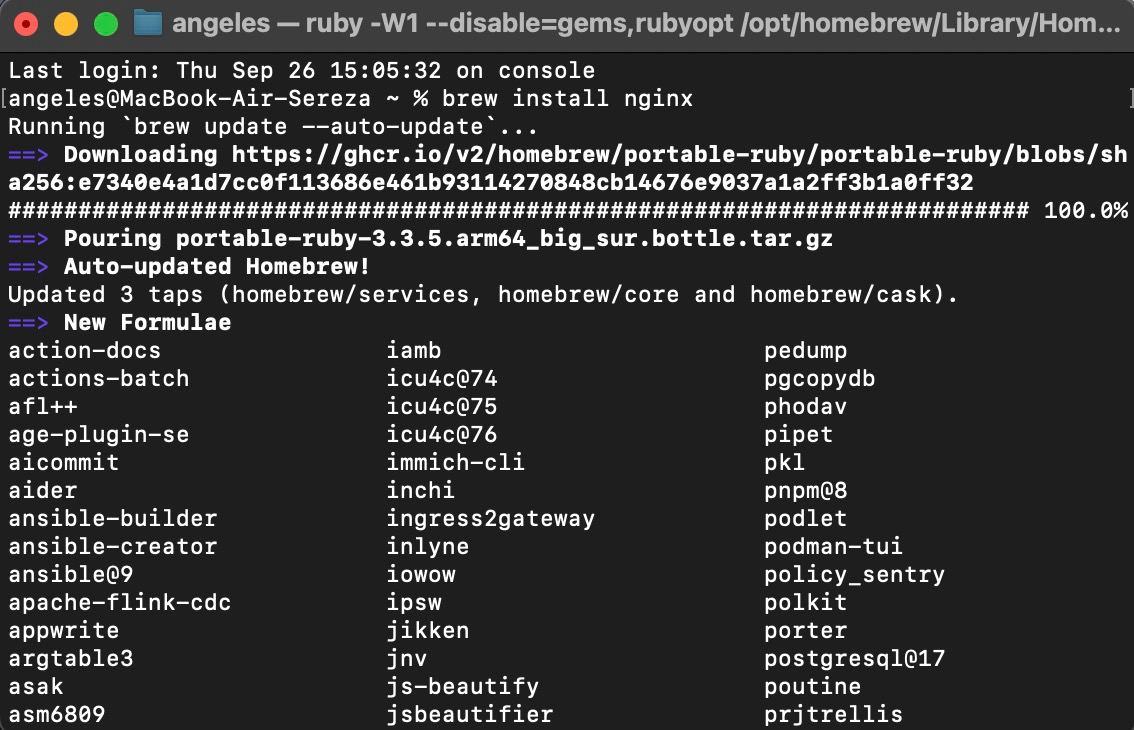 angeles — ruby -W1 --disable=gems,rubyopt /opt/homebrew/Library/Hom...
Last login: Thu Sep 26 15:05:32 on console
[angeles@MacBook-Air-Sereza ~ % brew install nginx ]
Running `brew update --auto-update`...
==> Downloading https://ghcr.io/v2/homebrew/portable-ruby/portable-ruby/blobs/sh
a256:e7340e4a1d7cc0f113686e461b93114270848cb14676e9037a1a2ff3b1a0ff32
######################################################################### 100.0%
==> Pouring portable-ruby-3.3.5.arm64_big_sur.bottle.tar.gz
==> Auto-updated Homebrew!
Updated 3 taps (homebrew/services, homebrew/core and homebrew/cask).
==> New Formulae
action-docs iamb pedump
actions-batch icu4c@74 pgcopydb
afl++ icu4c@75 phodav
age-plugin-se icu4c@76 pipet
aicommit immich-cli pkl
aider inchi pnpm@8
ansible-builder ingress2gateway podlet
ansible-creator inlyne podman-tui
ansible@9 iowow policy_sentry
apache-flink-cdc ipsw polkit
appwrite jikken porter
argtable3 jnv postgresql@17
asak js-beautify poutine
asm6809 jsbeautifier prjtrellis